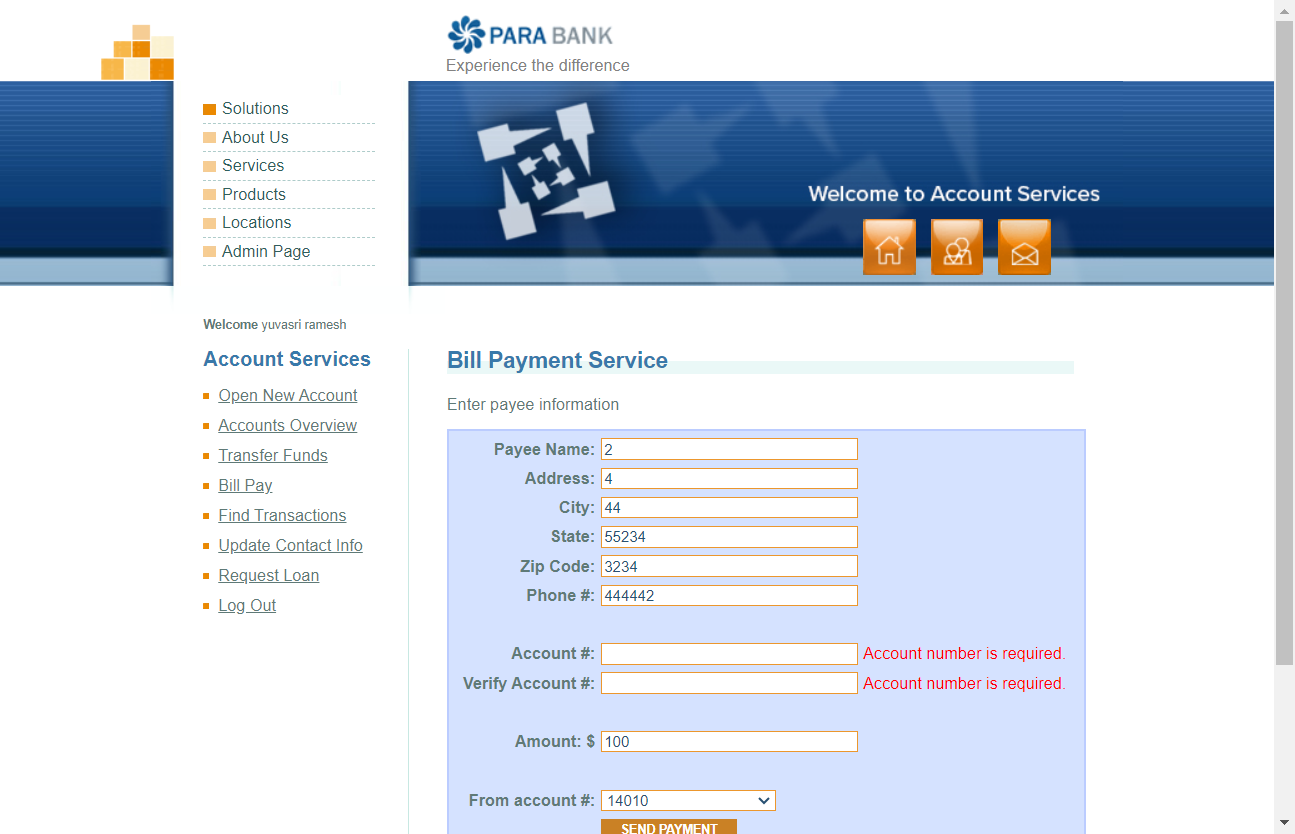 PARA BANK
Experience the difference
Solutions
About Us
Services
Products
Locations
Admin Page
Welcome to Account Services
Welcome yuvasri ramesh
Account Services
Open New Account
Accounts Overview
Transfer Funds
Bill Pay
Find Transactions
Update Contact Info
Request Loan
Log Out
Bill Payment Service
Enter payee information
Payee Name: 2
Address: 4
City: 44
State: 55234
Zip Code: 3234
Phone #: 444442
Account #: Account number is required.
Verify Account #: Account number is required.
Amount: $ 100
From account #: 14010
SEND PAYMENT